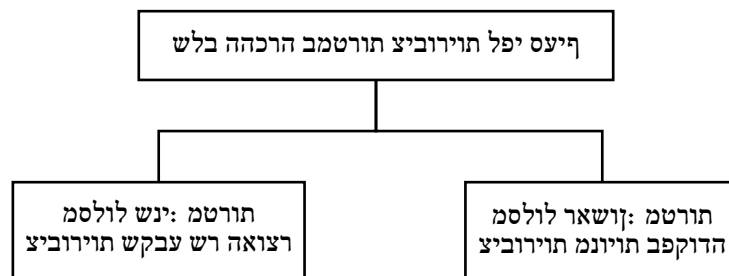 שלב ההכרה במטרות ציבוריות לפי סעיף
מסלול ראשון: מטרות
ציבוריות מנויות בפקודה
מסלול שני: מטרות
ציבוריות שקבע שר האוצר